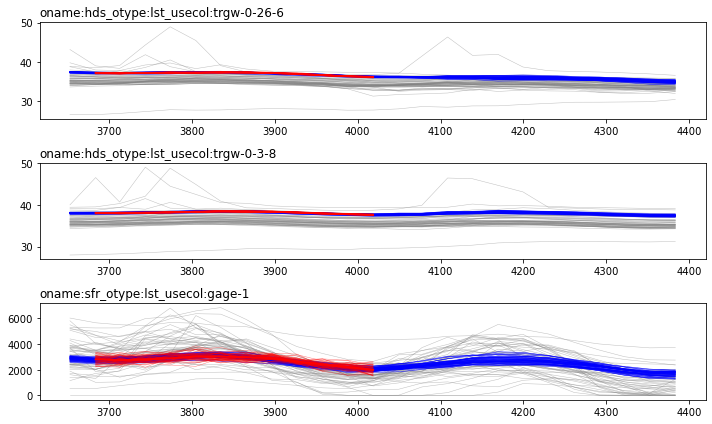 oname:hds_otype:lst_usecol:trgw-0-26-6
50
40
30
3700 3800 3900 4000 4100 4200 4300 4400
oname:hds_otype:lst_usecol:trgw-0-3-8
50
40
30
3700 3800 3900 4000 4100 4200 4300 4400
oname:sfr_otype:lst_usecol:gage-1
6000
4000
2000
0
3700 3800 3900 4000 4100 4200 4300 4400